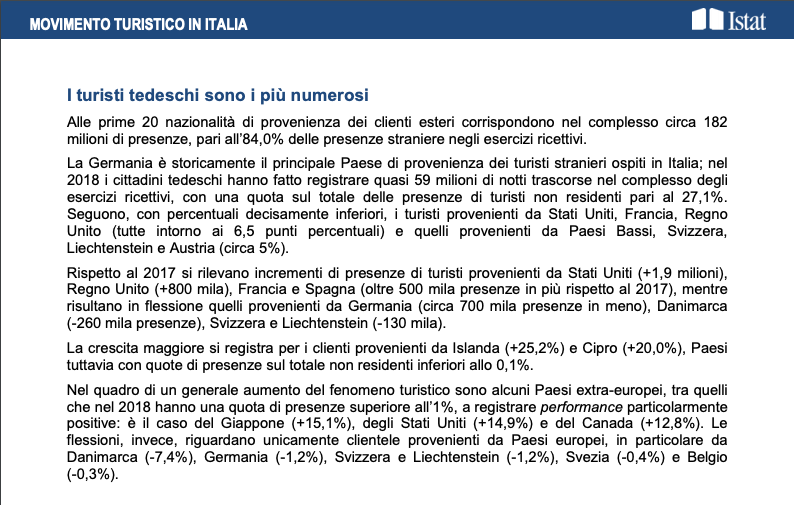 MOVIMENTO TURISTICO IN ITALIA
Istat
I turisti tedeschi sono i più numerosi
Alle prime 20 nazionalità di provenienza dei clienti esteri corrispondono nel complesso circa 182
milioni di presenze, pari all'84,0% delle presenze straniere negli esercizi ricettivi.
La Germania è storicamente il principale Paese di provenienza dei turisti stranieri ospiti in Italia; nel
2018 i cittadini tedeschi hanno fatto registrare quasi 59 milioni di notti trascorse nel complesso degli
esercizi ricettivi, con una quota sul totale delle presenze di turisti non residenti pari al 27,1%.
Seguono, con percentuali decisamente inferiori, i turisti provenienti da Stati Uniti, Francia, Regno
Unito (tutte intorno ai 6,5 punti percentuali) e quelli provenienti da Paesi Bassi, Svizzera,
Liechtenstein e Austria (circa 5%).
Rispetto al 2017 si rilevano incrementi di presenze di turisti provenienti da Stati Uniti (+1,9 milioni),
Regno Unito (+800 mila), Francia e Spagna (oltre 500 mila presenze in più rispetto al 2017), mentre
risultano in flessione quelli provenienti da Germania (circa 700 mila presenze in meno), Danimarca
(-260 mila presenze), Svizzera e Liechtenstein (-130 mila).
La crescita maggiore si registra per i clienti provenienti da Islanda (+25,2%) e Cipro (+20,0%), Paesi
tuttavia con quote di presenze sul totale non residenti inferiori allo 0,1%.
Nel quadro di un generale aumento del fenomeno turistico sono alcuni Paesi extra-europei, tra quelli
che nel 2018 hanno una quota di presenze superiore all'1%, a registrare performance particolarmente
positive: è il caso del Giappone (+15,1%), degli Stati Uniti (+14,9%) e del Canada (+12,8%). Le
flessioni, invece, riguardano unicamente clientele provenienti da Paesi europei, in particolare da
Danimarca (-7,4%), Germania (-1,2%), Svizzera e Liechtenstein (-1,2%), Svezia (-0,4%) e Belgio
(-0,3%).